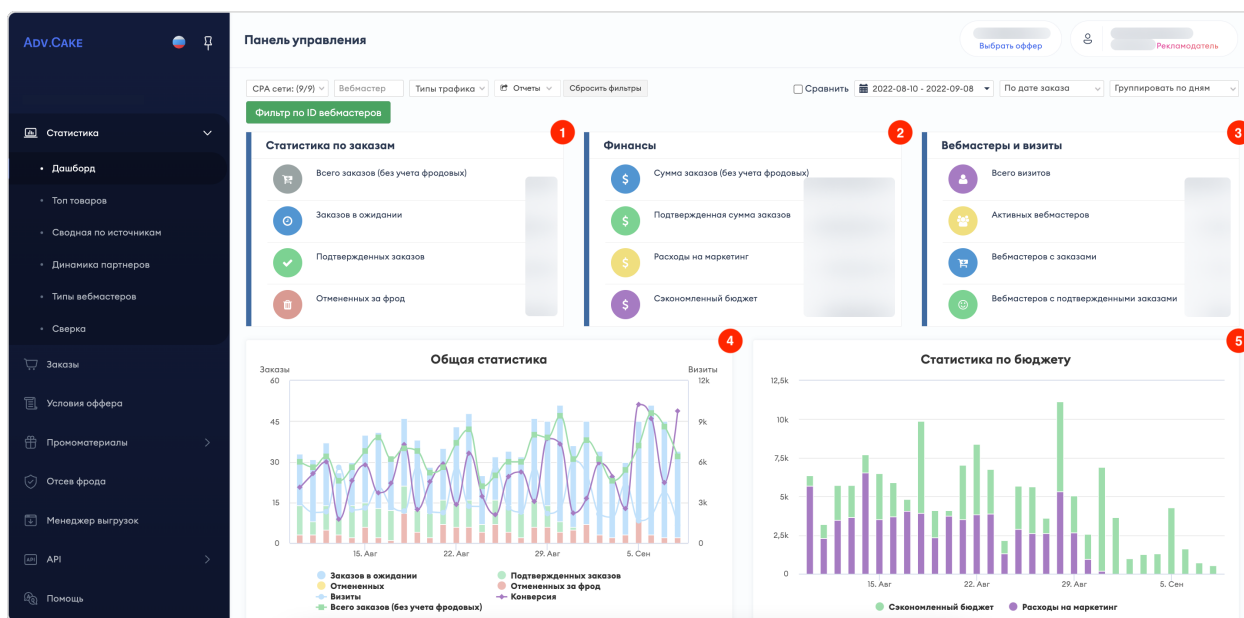 ADV.CAKE
Панель управления
Выбрать оффер
Рекламодатель
CPA сети: (9/9)
Вебмастер
Типы трафика
Отчеты
Сбросить фильтры
Сравнить
2022-08-10 - 2022-09-08
По дате заказа
Группировать по дням
Фильтр по ID вебмастеров
Статистика
Дашборд
Топ товаров
Сводная по источникам
Динамика партнеров
Типы вебмастеров
Сверка
Заказы
Условия оффера
Промоматериалы
Отсев фрода
Менеджер выгрузок
API
API
Помощь
1
Статистика по заказам
Всего заказов (без учета фродовых)
Заказов в ожидании
Подтвержденных заказов
Отмененных за фрод
2
Финансы
Сумма заказов (без учета фродовых)
Подтвержденная сумма заказов
Расходы на маркетинг
Сэкономленный бюджет
3
Вебмастеры и визиты
Всего визитов
Активных вебмастеров
Вебмастеров с заказами
Вебмастеров с подтвержденными заказами
4
Общая статистика
Заказы
Визиты
60
12k
45
9k
30
6k
15
3k
0
0
15. Авг
22. Авг
29. Авг
5. Сен
Заказов в ожидании
Подтвержденных заказов
Отмененных
Отмененных за фрод
Визиты
Конверсия
Всего заказов (без учета фродовых)
5
Статистика по бюджету
12,5k
10k
7,5k
5k
2,5k
0
15. Авг
22. Авг
29. Авг
5. Сен
Сэкономленный бюджет
Расходы на маркетинг